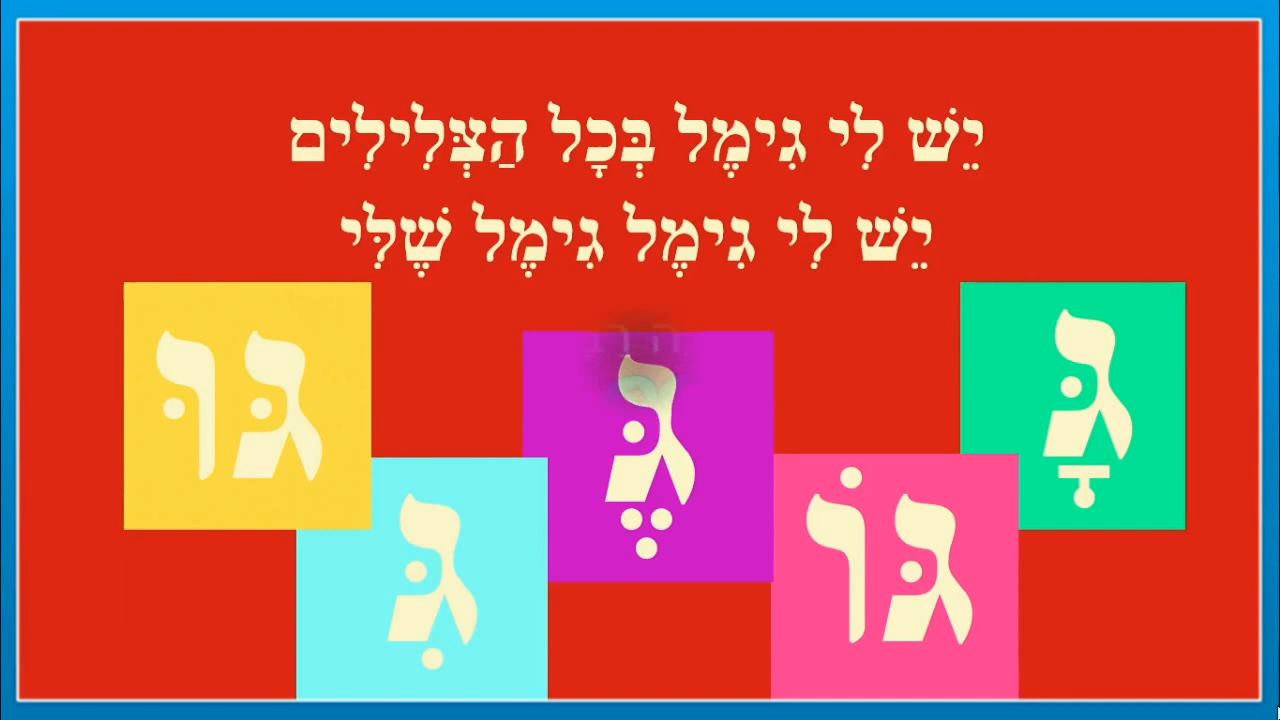 יֵשׁ לִי גִימֶל בְּכָל הַצְּלִילִים
יֵשׁ לִי גִימֶל גִימֶל שֶׁלִּי
גָּ
גּוֹ
גֶּ
גִּ
גּוּ